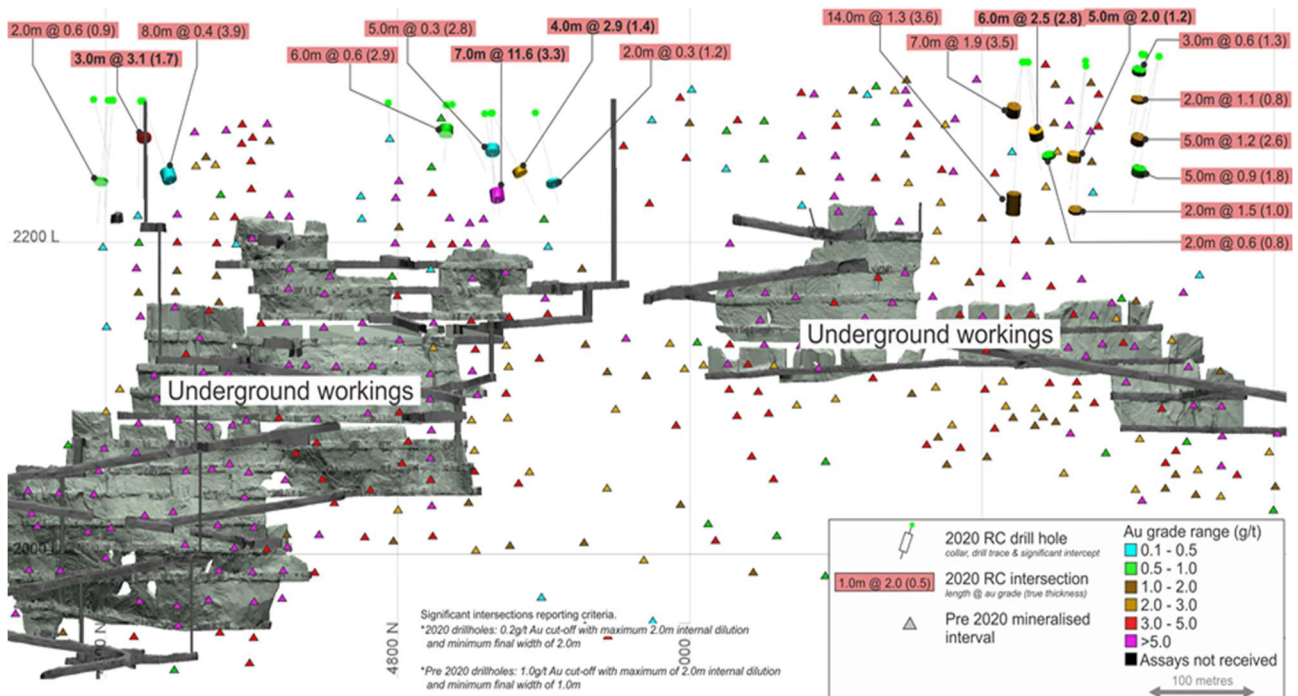 2.0m @ 0.6 (0.9)
8.0m @ 0.4 (3.9)
3.0m @ 3.1 (1.7)
5.0m @ 0.3 (2.8)
4.0m @ 2.9 (1.4)
6.0m @ 0.6 (2.9)
7.0m @ 11.6 (3.3)
2.0m @ 0.3 (1.2)
14.0m @ 1.3 (3.6)
6.0m @ 2.5 (2.8)
5.0m @ 2.0 (1.2)
7.0m @ 1.9 (3.5)
3.0m @ 0.6 (1.3)
2.0m @ 1.1 (0.8)
5.0m @ 1.2 (2.6)
5.0m @ 0.9 (1.8)
2.0m @ 1.5 (1.0)
2.0m @ 0.6 (0.8)
2200 L
Underground workings
Underground workings
2000 L
4800 N
Significant intersections reporting criteria.
*2020 drillholes: 0.2g/t Au cut-off with maximum 2.0m internal dilution
and minimum final width of 2.0m
*Pre 2020 drillholes: 1.0g/t Au cut-off with maximum of 2.0m internal dilution
and minimum final width of 1.0m
2020 RC drill hole
collar, drill trace & significant intercept
1.0m @ 2.0 (0.5)
2020 RC intersection
length @ au grade (true thickness)
Pre 2020 mineralised
interval
Au grade range (g/t)
0.1 - 0.5
0.5 - 1.0
1.0 - 2.0
2.0 - 3.0
3.0 - 5.0
>5.0
Assays not received
100 metres